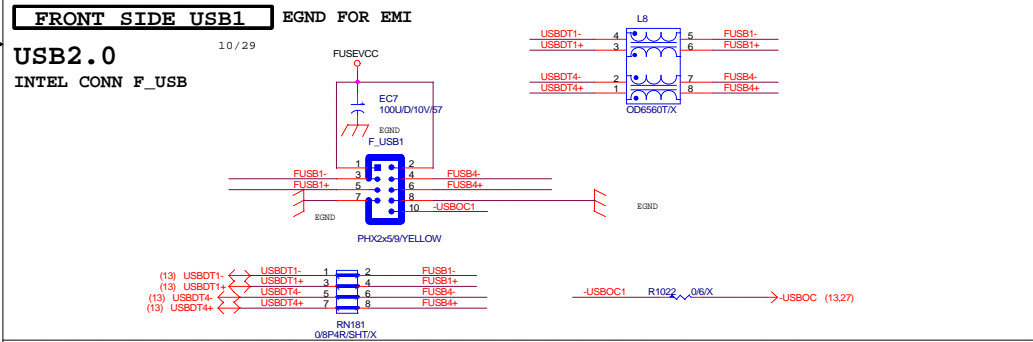 FRONT SIDE USB1 EGND FOR EMI
10/29
USB2.0
INTEL CONN F_USB
FUSEVCC
EC7
100U/D/10V/57
EGND
F_USB1
1 2
FUSB1- 3 4 FUSB4-
FUSB1+ 5 6 FUSB4+
7 8
10 -USBOC1
EGND
EGND
PHX2x5/9/YELLOW
L8
USBDT1- 4 5 FUSB1-
USBDT1+ 3 6 FUSB1+
USBDT4- 2 7 FUSB4-
USBDT4+ 1 8 FUSB4+
OD6560T/X
(13) USBDT1- USBDT1- 1 2 FUSB1-
(13) USBDT1+ USBDT1+ 3 4 FUSB1+
(13) USBDT4- USBDT4- 5 6 FUSB4-
(13) USBDT4+ USBDT4+ 7 8 FUSB4+
RN181
0/8P4R/SHT/X
-USBOC1 R1022 0/6/X -USBOC (13,27)